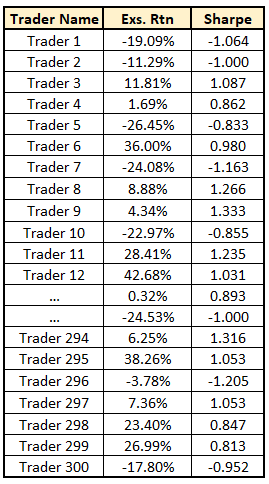 Trader Name Exs. Rtn Sharpe
Trader 1 -19.09% -1.064
Trader 2 -11.29% -1.000
Trader 3 11.81% 1.087
Trader 4 1.69% 0.862
Trader 5 -26.45% -0.833
Trader 6 36.00% 0.980
Trader 7 -24.08% -1.163
Trader 8 8.88% 1.266
Trader 9 4.34% 1.333
Trader 10 -22.97% -0.855
Trader 11 28.41% 1.235
Trader 12 42.68% 1.031
... 0.32% 0.893
... -24.53% -1.000
Trader 294 6.25% 1.316
Trader 295 38.26% 1.053
Trader 296 -3.78% -1.205
Trader 297 7.36% 1.053
Trader 298 23.40% 0.847
Trader 299 26.99% 0.813
Trader 300 -17.80% -0.952